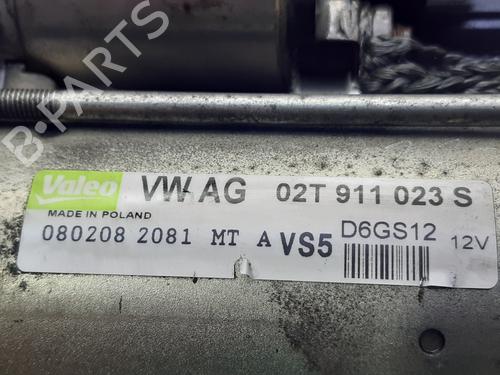 B-Parts
Valeo VW AG 02T 911 023 S
MADE IN POLAND
080208 2081 MT A VS5 D6GS12 12V